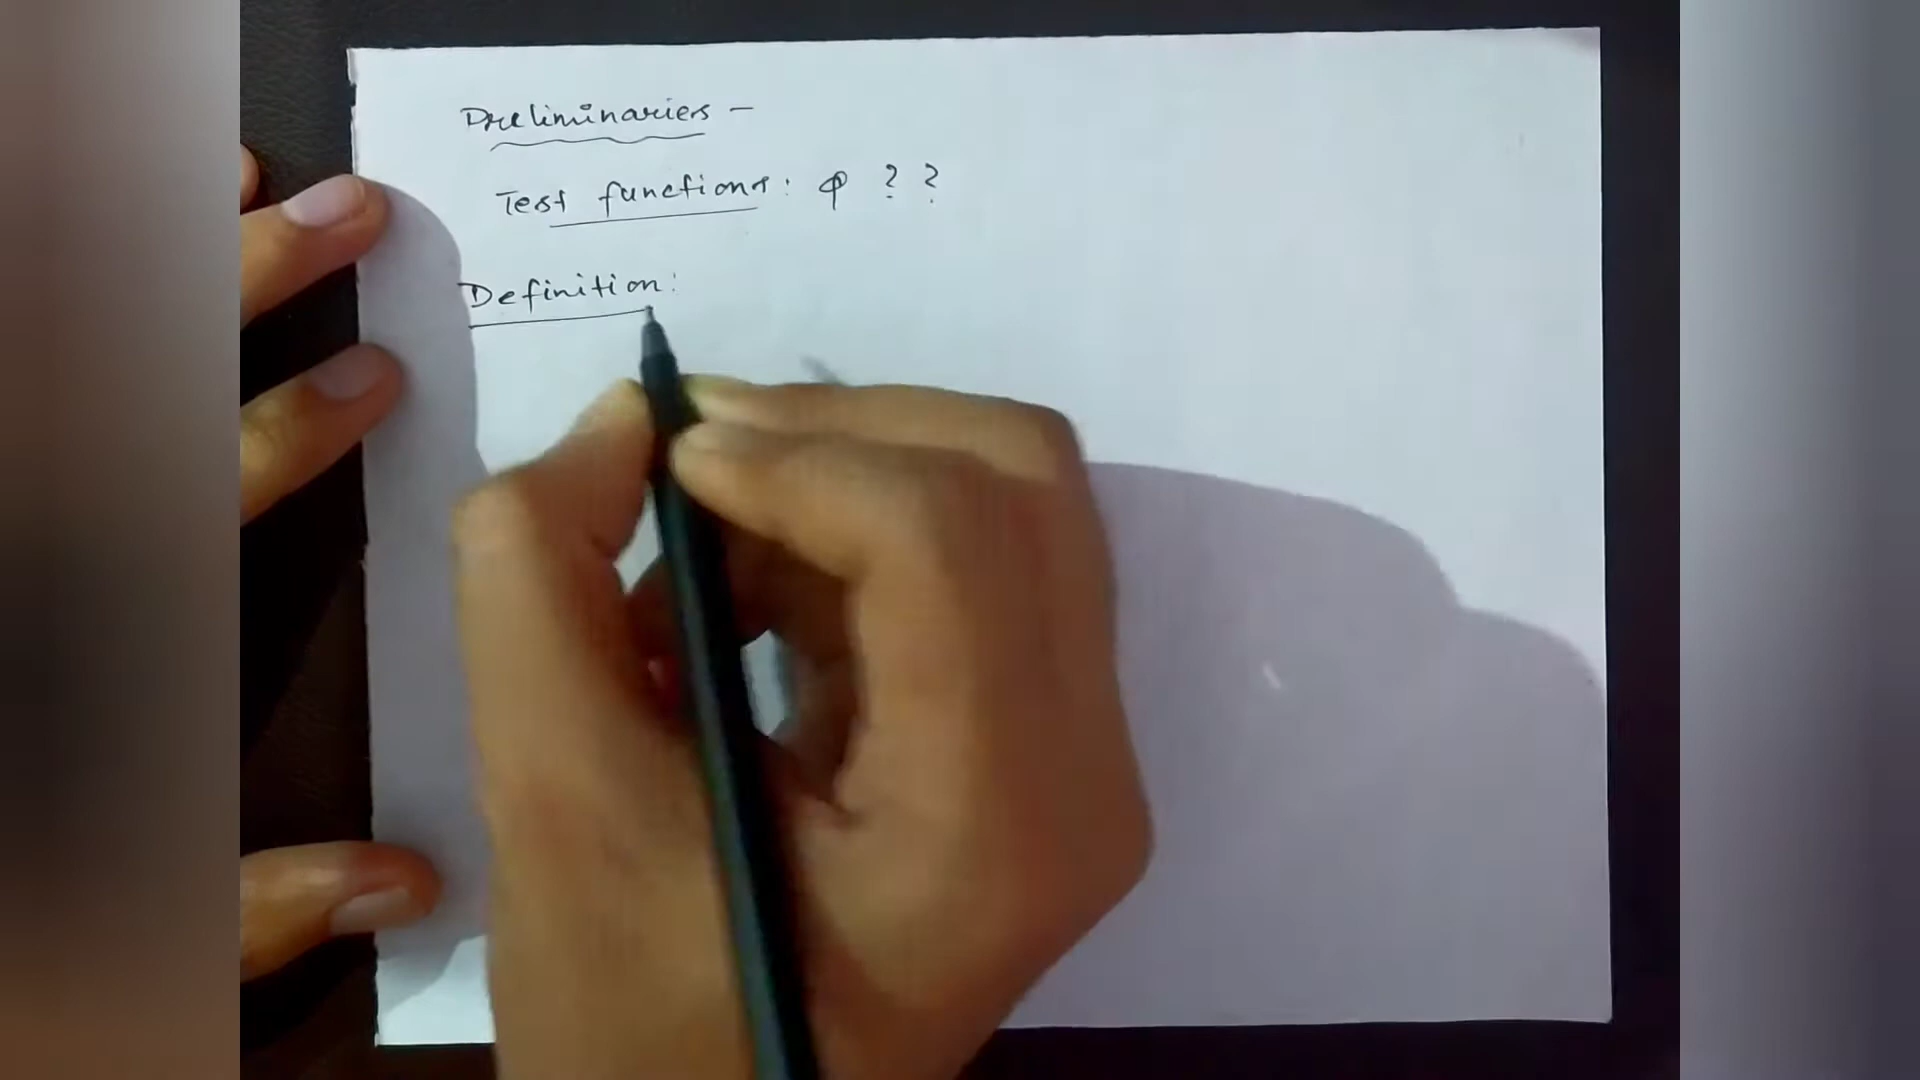 Preliminaries -
Test functions: φ ? ?
Definition: